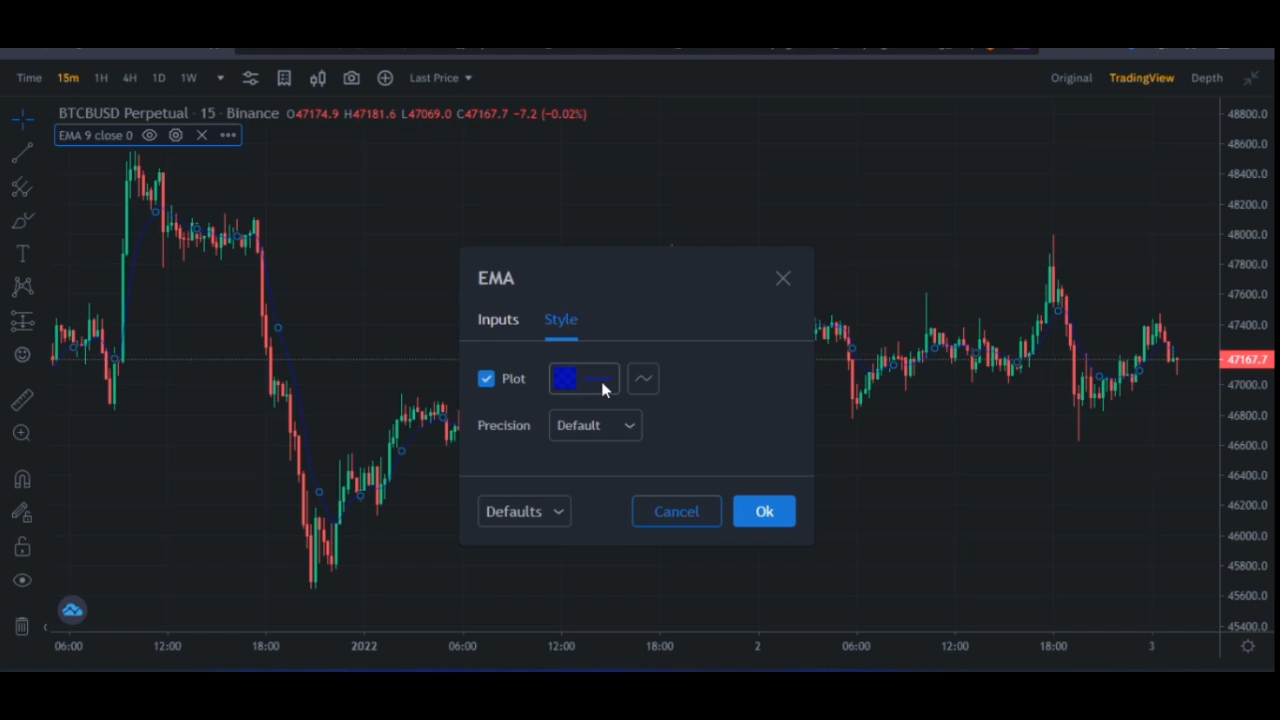 Time 15m 1H 4H 1D 1W Last Price Original TradingView Depth
BTCBUSD Perpetual · 15 · Binance O47174.9 H47181.6 L47069.0 C47167.7 -7.2 (-0.02%)
EMA 9 close 0
48800.0
48600.0
48400.0
48200.0
48000.0
47800.0
47600.0
47400.0
47167.7
47000.0
46800.0
46600.0
46400.0
46200.0
46000.0
45800.0
45600.0
45400.0
EMA
Inputs Style
Plot
Precision Default
Defaults Cancel Ok
06:00 12:00 18:00 2022 06:00 12:00 18:00 2 06:00 12:00 18:00 3